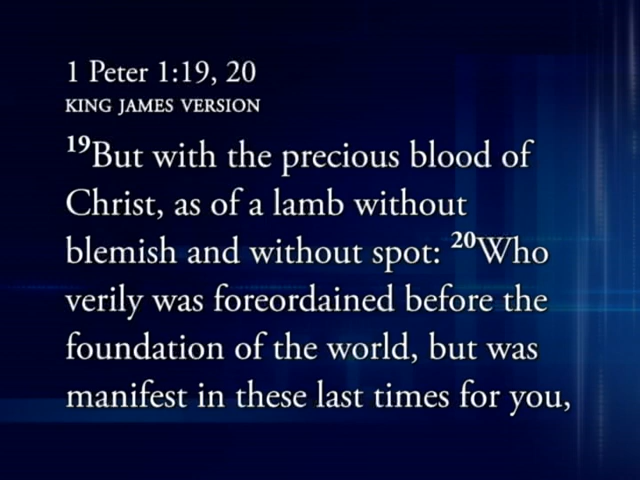 1 Peter 1:19, 20
KING JAMES VERSION
19But with the precious blood of
Christ, as of a lamb without
blemish and without spot: 20Who
verily was foreordained before the
foundation of the world, but was
manifest in these last times for you,